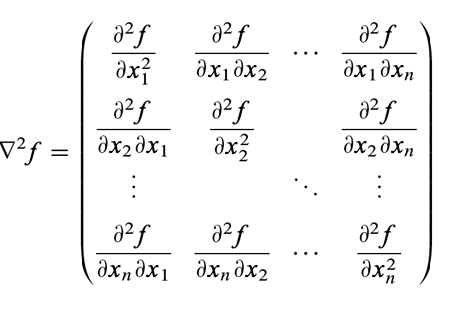 ∇²f = ( ∂²f/∂x₁² ∂²f/∂x₁∂x₂ ⋯ ∂²f/∂x₁∂xₙ
∂²f/∂x₂∂x₁ ∂²f/∂x₂² ∂²f/∂x₂∂xₙ
⋮ ⋱ ⋮
∂²f/∂xₙ∂x₁ ∂²f/∂xₙ∂x₂ ⋯ ∂²f/∂xₙ² )